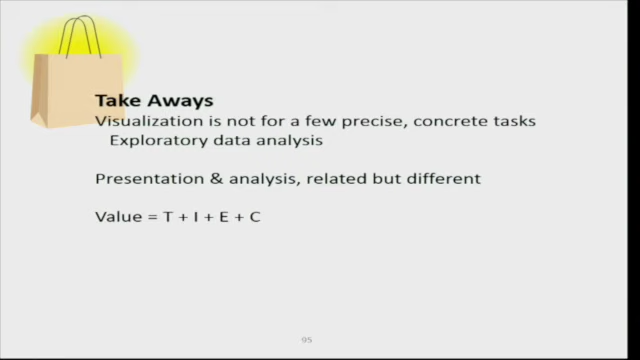 Take Aways
Visualization is not for a few precise, concrete tasks
Exploratory data analysis
Presentation & analysis, related but different
Value = T + I + E + C
95